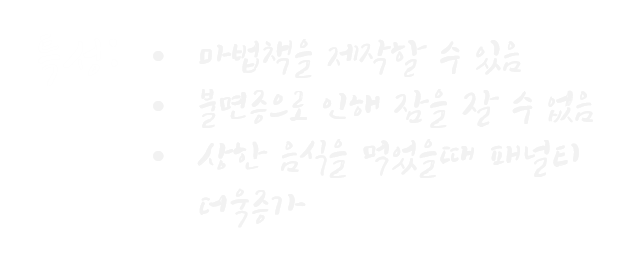 • 마법책을 제작할 수 있음
• 불면증으로 인해 잠을 잘 수 없음
• 상한 음식을 먹었을때 패널티
더욱증가